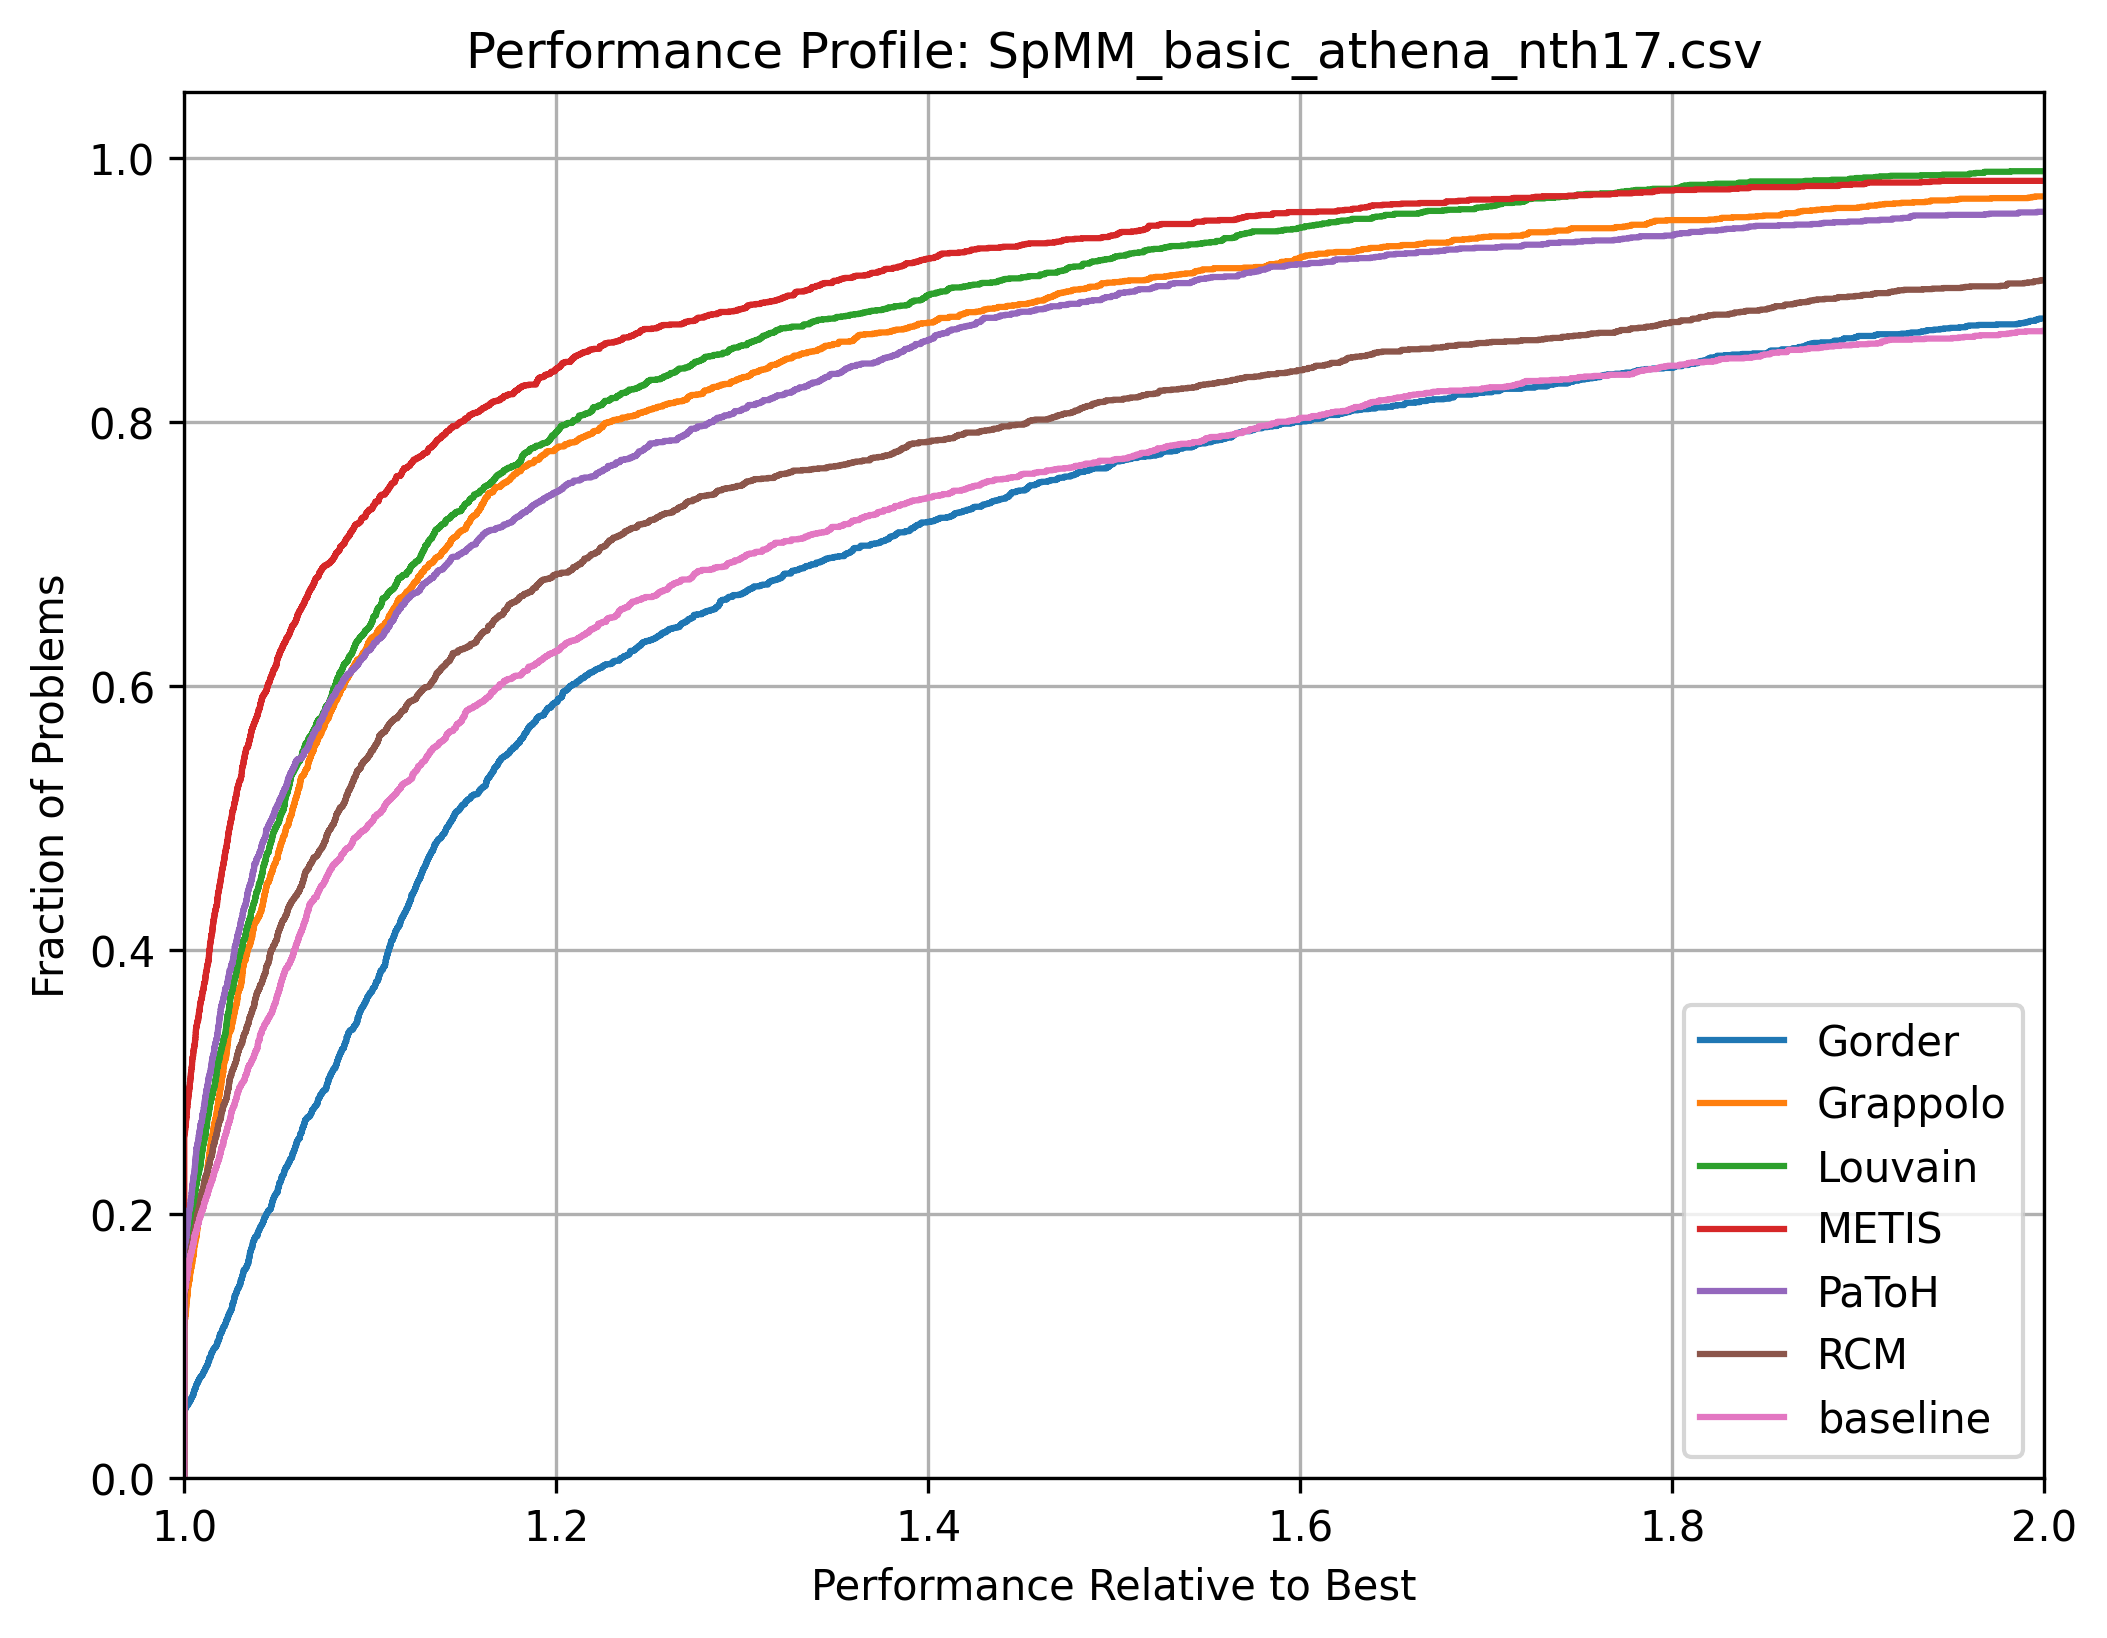 Performance Profile: SpMM_basic_athena_nth17.csv
Fraction of Problems
1.0
0.8
0.6
0.4
0.2
0.0
1.0 1.2 1.4 1.6 1.8 2.0
Performance Relative to Best
Gorder
Grappolo
Louvain
METIS
PaToH
RCM
baseline